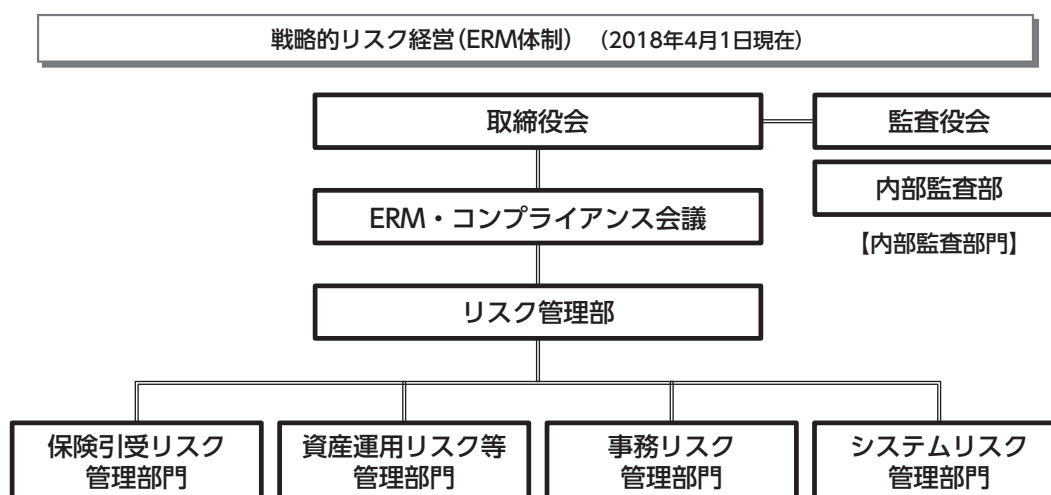 戦略的リスク経営(ERM体制) (2018年4月1日現在)
取締役会
監査役会
内部監査部
ERM・コンプライアンス会議
【内部監査部門】
リスク管理部
保険引受リスク
管理部門
資産運用リスク等
管理部門
事務リスク
管理部門
システムリスク
管理部門